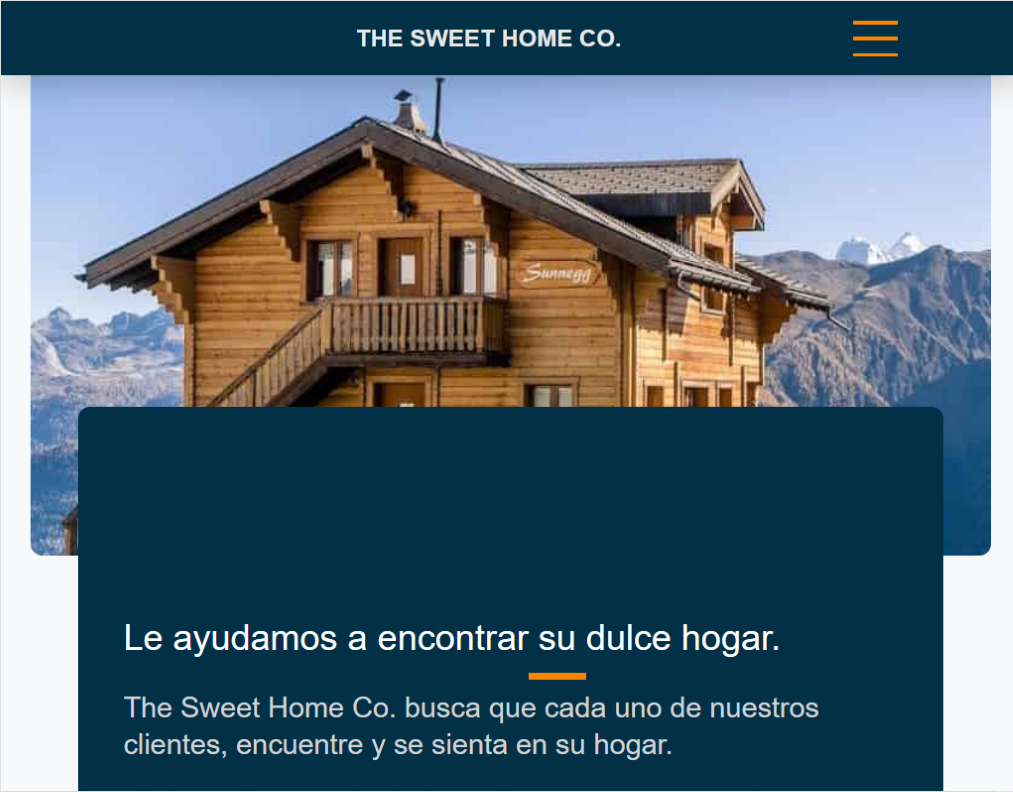 THE SWEET HOME CO.
Sunnegg
Le ayudamos a encontrar su dulce hogar.
The Sweet Home Co. busca que cada uno de nuestros
clientes, encuentre y se sienta en su hogar.